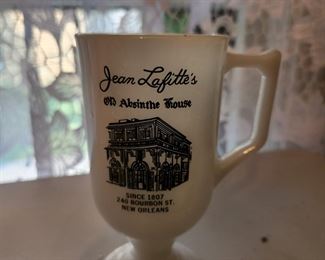 Jean Lafitte's
Old Absinthe House
SINCE 1807
240 BOURBON ST.
NEW ORLEANS